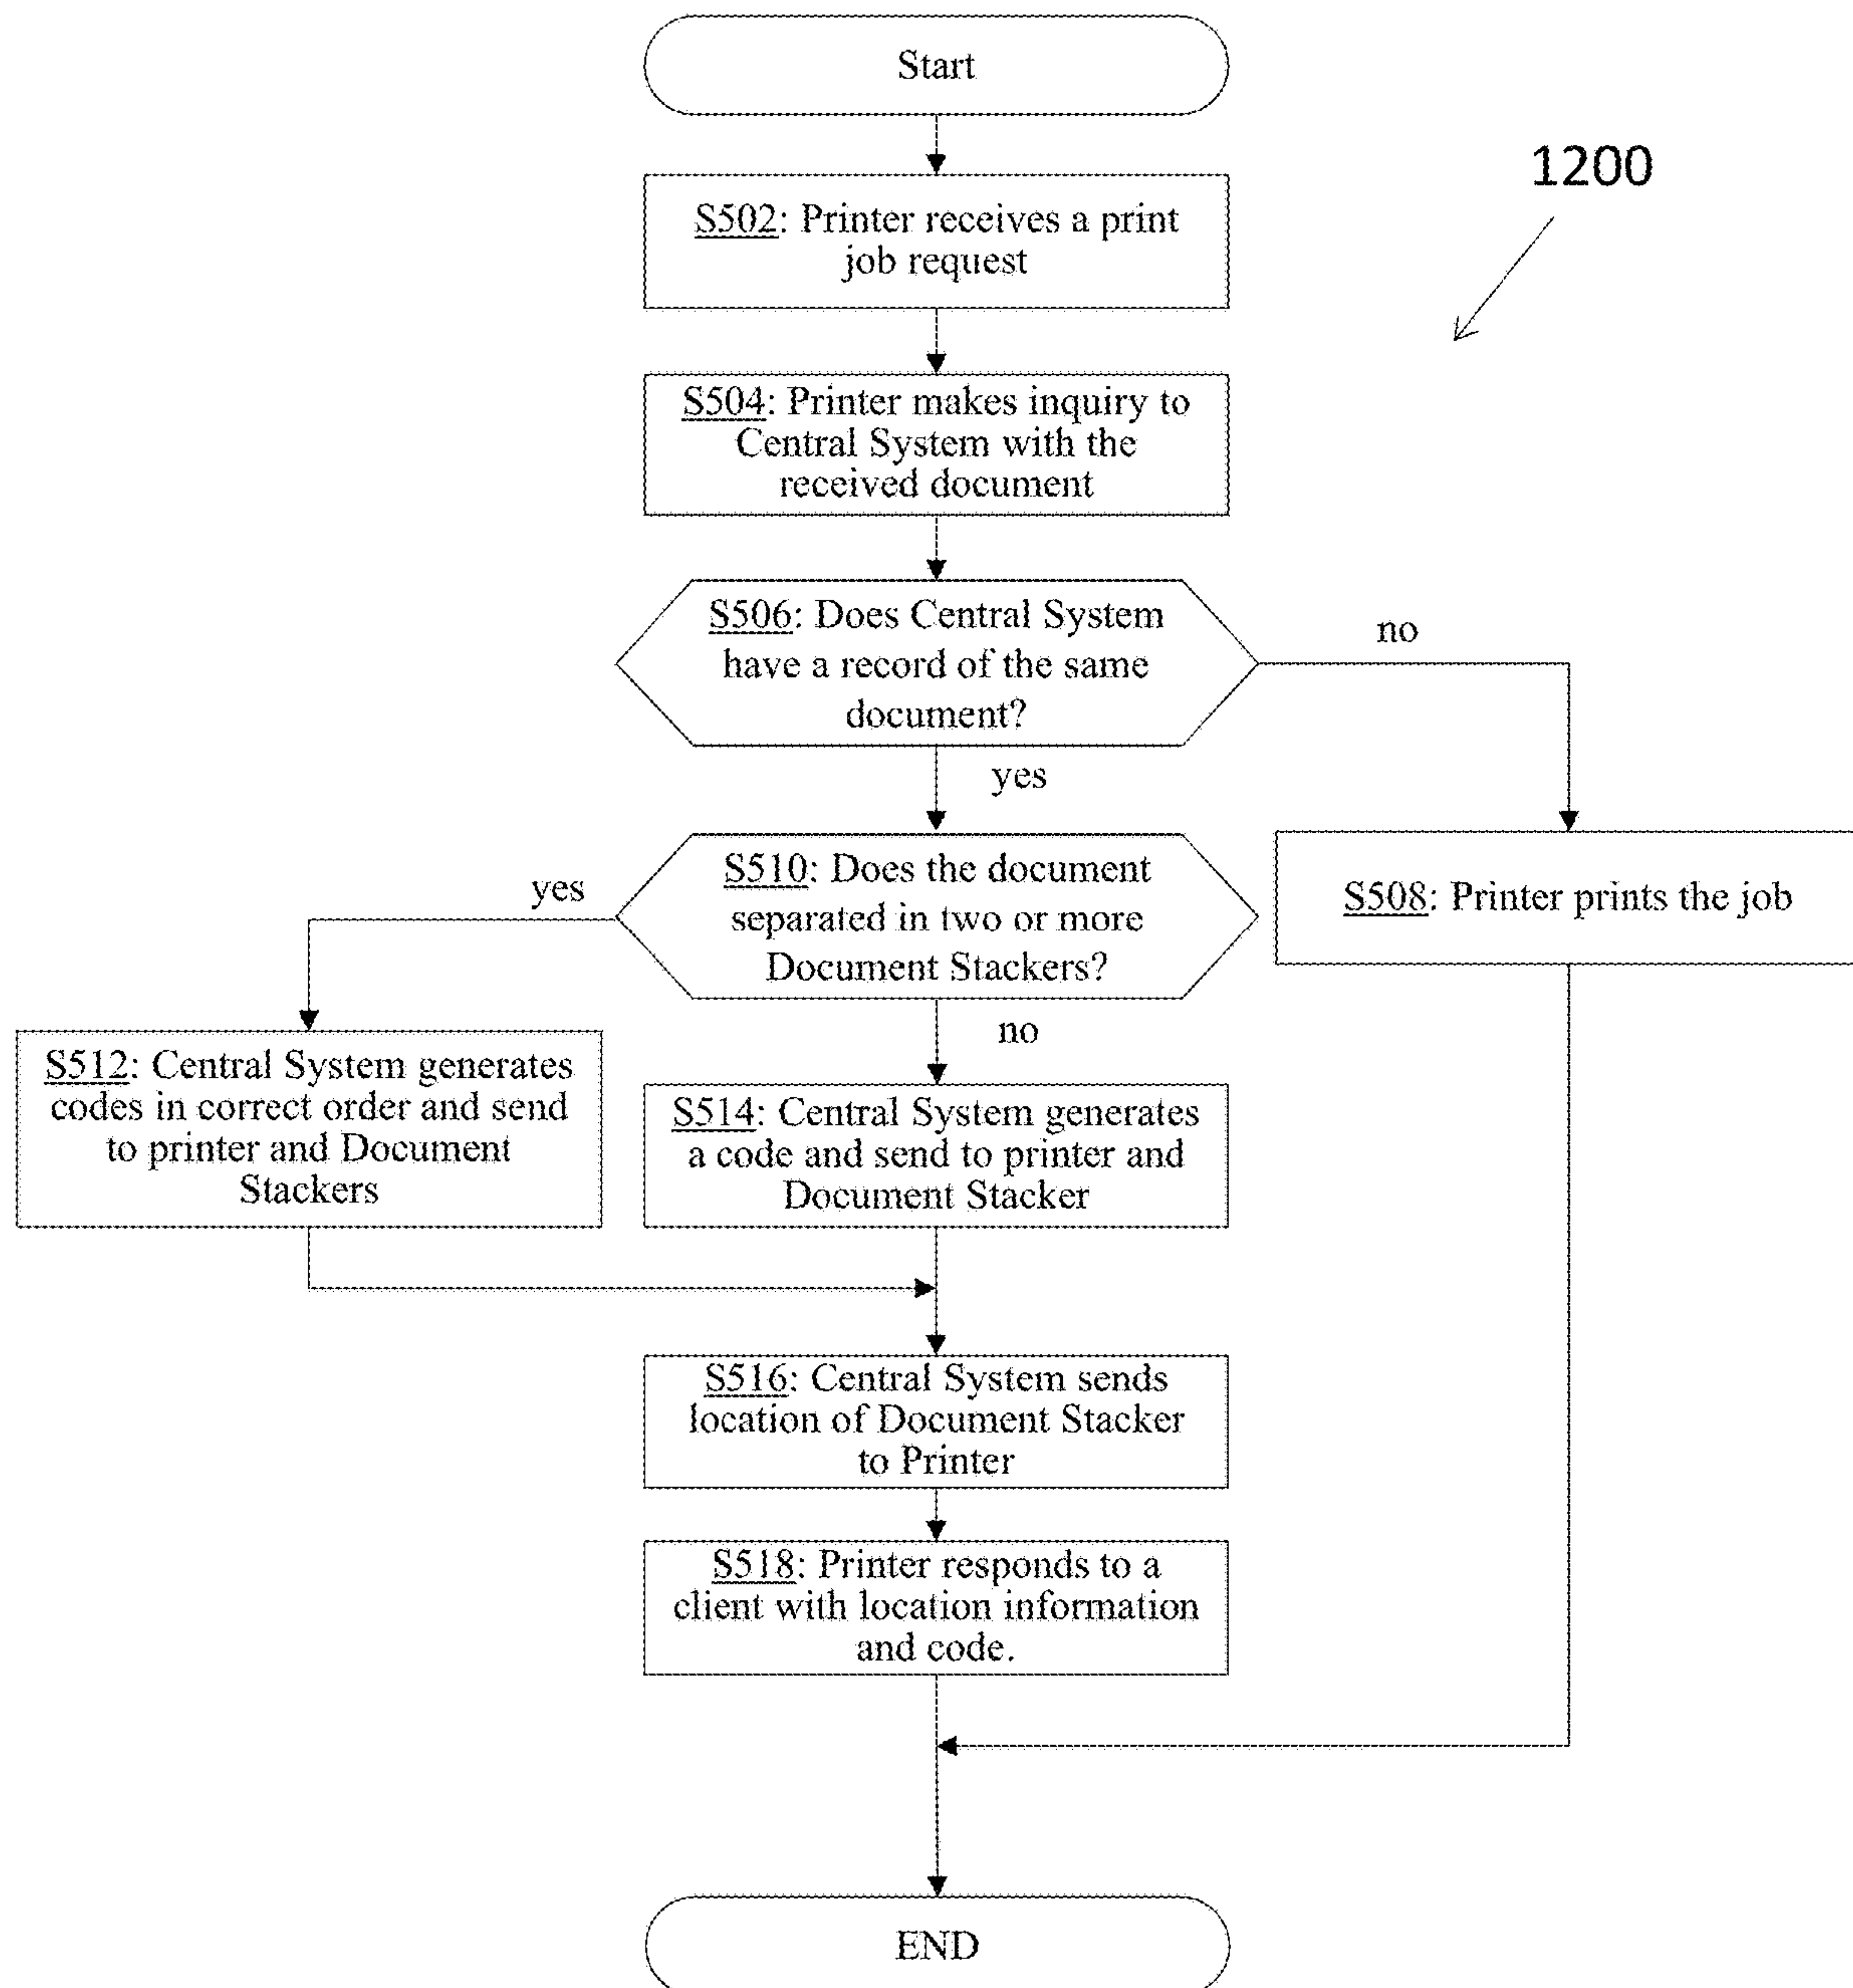 Start
1200
S502: Printer receives a print
job request
S504: Printer makes inquiry to
Central System with the
received document
S506: Does Central System
have a record of the same
document?
no
yes
S510: Does the document
separated in two or more
Document Stackers?
yes
S508: Printer prints the job
no
S512: Central System generates
codes in correct order and send
to printer and Document
Stackers
S514: Central System generates
a code and send to printer and
Document Stacker
S516: Central System sends
location of Document Stacker
to Printer
S518: Printer responds to a
client with location information
and code.
END